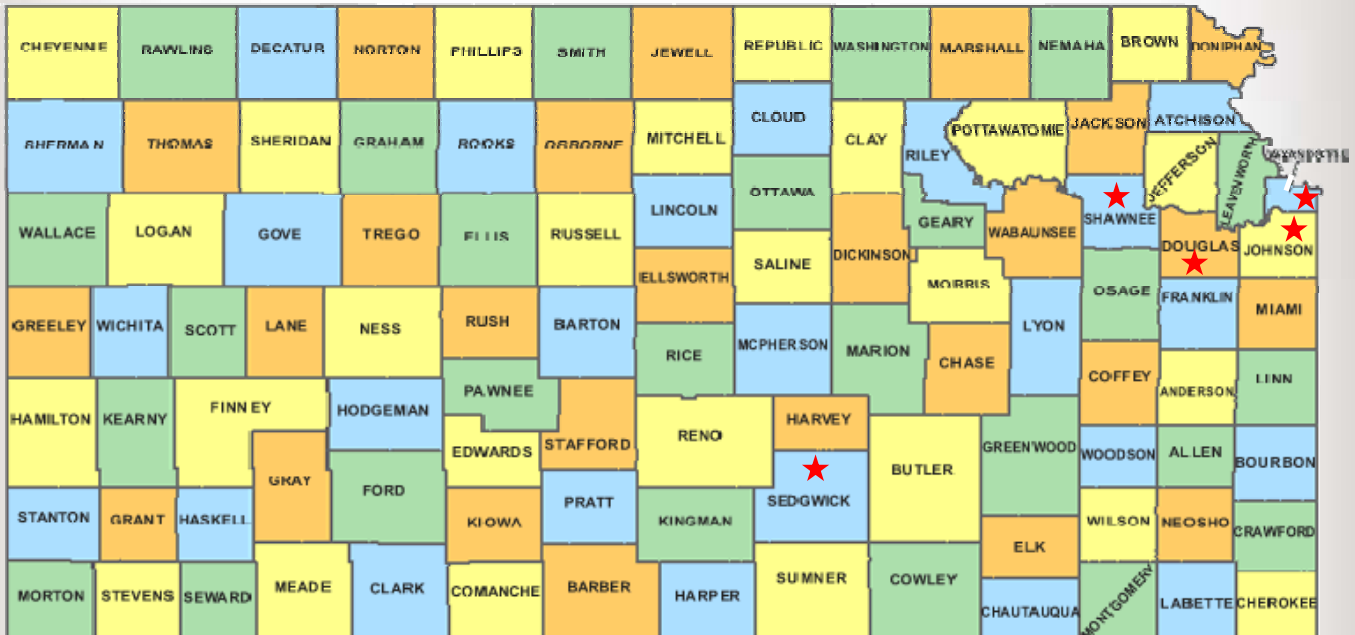 CHEYENNE RAWLINS DECATUR NORTON PHILLIPS SMITH JEWELL REPUBLIC WASHINGTON MARSHALL NEMAHA BROWN DONIPHAN
SHERMAN THOMAS SHERIDAN GRAHAM ROOKS OSBORNE MITCHELL CLOUD CLAY RILEY POTTAWATOMIE JACKSON ATCHISON
JEFFERSON LEAVENWORTH WYANDOTTE
WALLACE LOGAN GOVE TREGO ELLIS RUSSELL LINCOLN OTTAWA GEARY WABAUNSEE SHAWNEE
ELLSWORTH SALINE DICKINSON MORRIS OSAGE DOUGLAS JOHNSON
GREELEY WICHITA SCOTT LANE NESS RUSH BARTON RICE MCPHERSON MARION CHASE LYON FRANKLIN MIAMI
HAMILTON KEARNY FINNEY HODGEMAN PAWNEE COFFEY ANDERSON LINN
EDWARDS STAFFORD RENO HARVEY BUTLER GREENWOOD WOODSON ALLEN BOURBON
GRAY FORD
STANTON GRANT HASKELL KIOWA PRATT KINGMAN SEDGWICK ELK WILSON NEOSHO CRAWFORD
MORTON STEVENS SEWARD MEADE CLARK COMANCHE BARBER HARPER SUMNER COWLEY CHAUTAUQUA MONTGOMERY LABETTE CHEROKEE